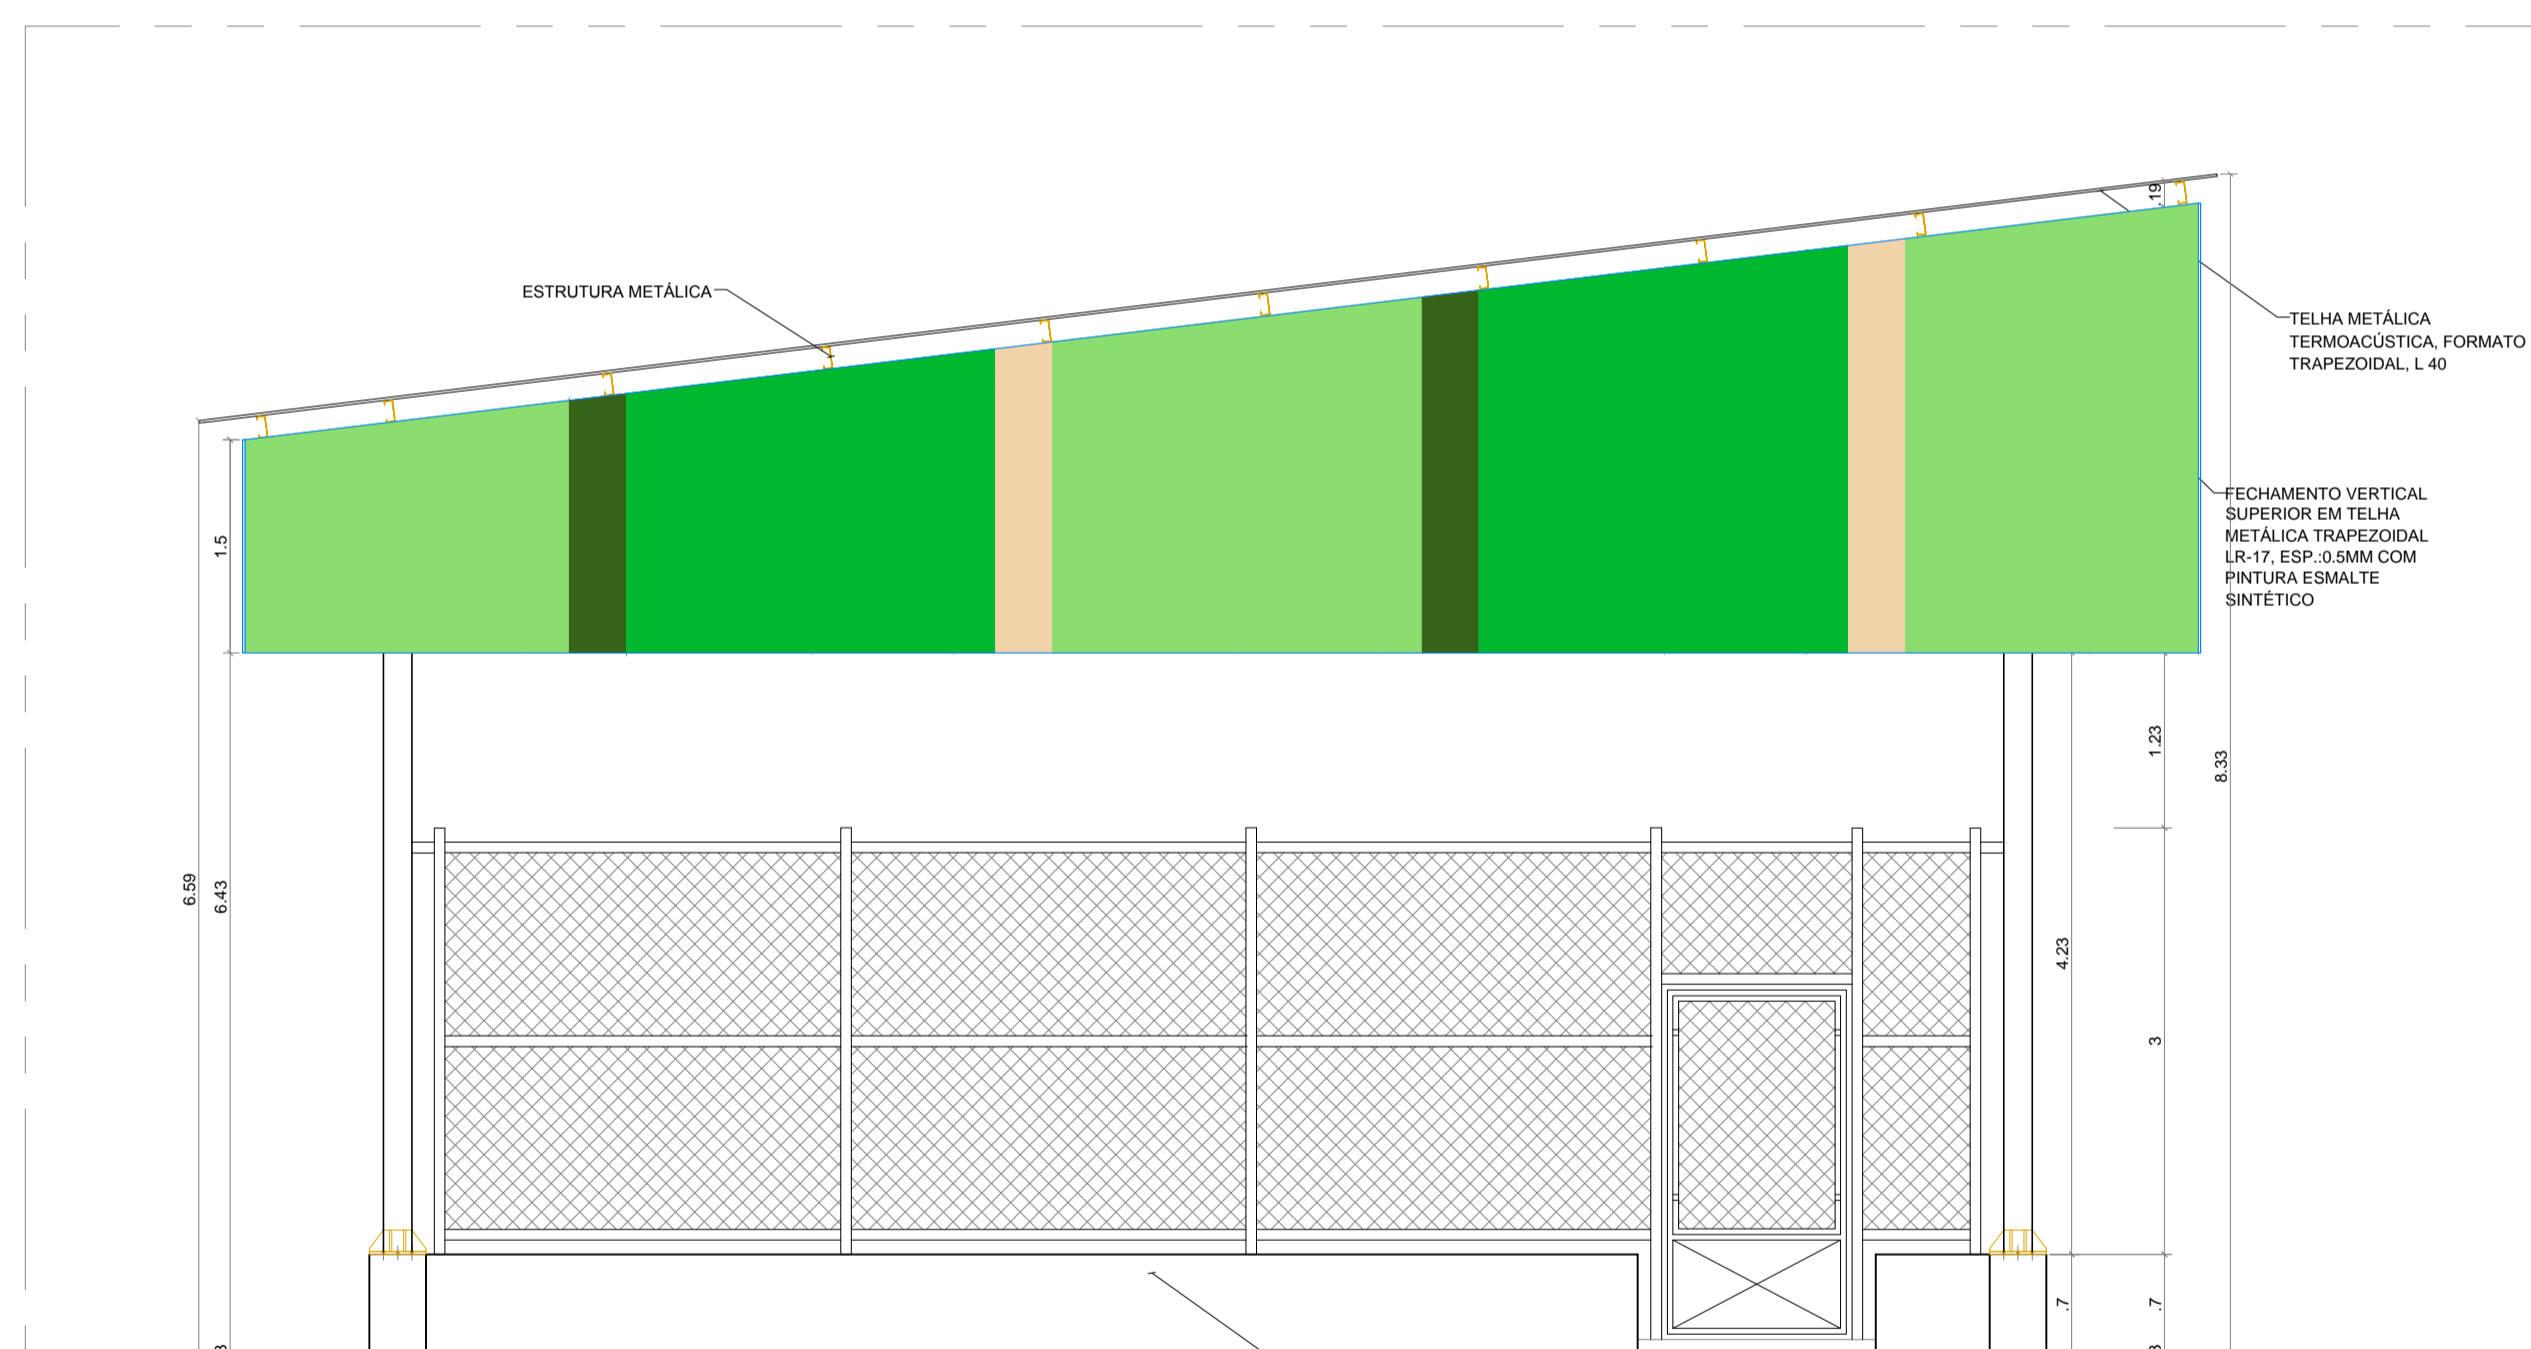 .19
ESTRUTURA METÁLICA
TELHA METÁLICA
TERMOACÚSTICA, FORMATO
TRAPEZOIDAL, L 40
FECHAMENTO VERTICAL
SUPERIOR EM TELHA
METÁLICA TRAPEZOIDAL
LR-17, ESP.:0.5MM COM
PINTURA ESMALTE
SINTÉTICO
1.5
1.23
8.33
6.59
6.43
4.23
3
.7
.7